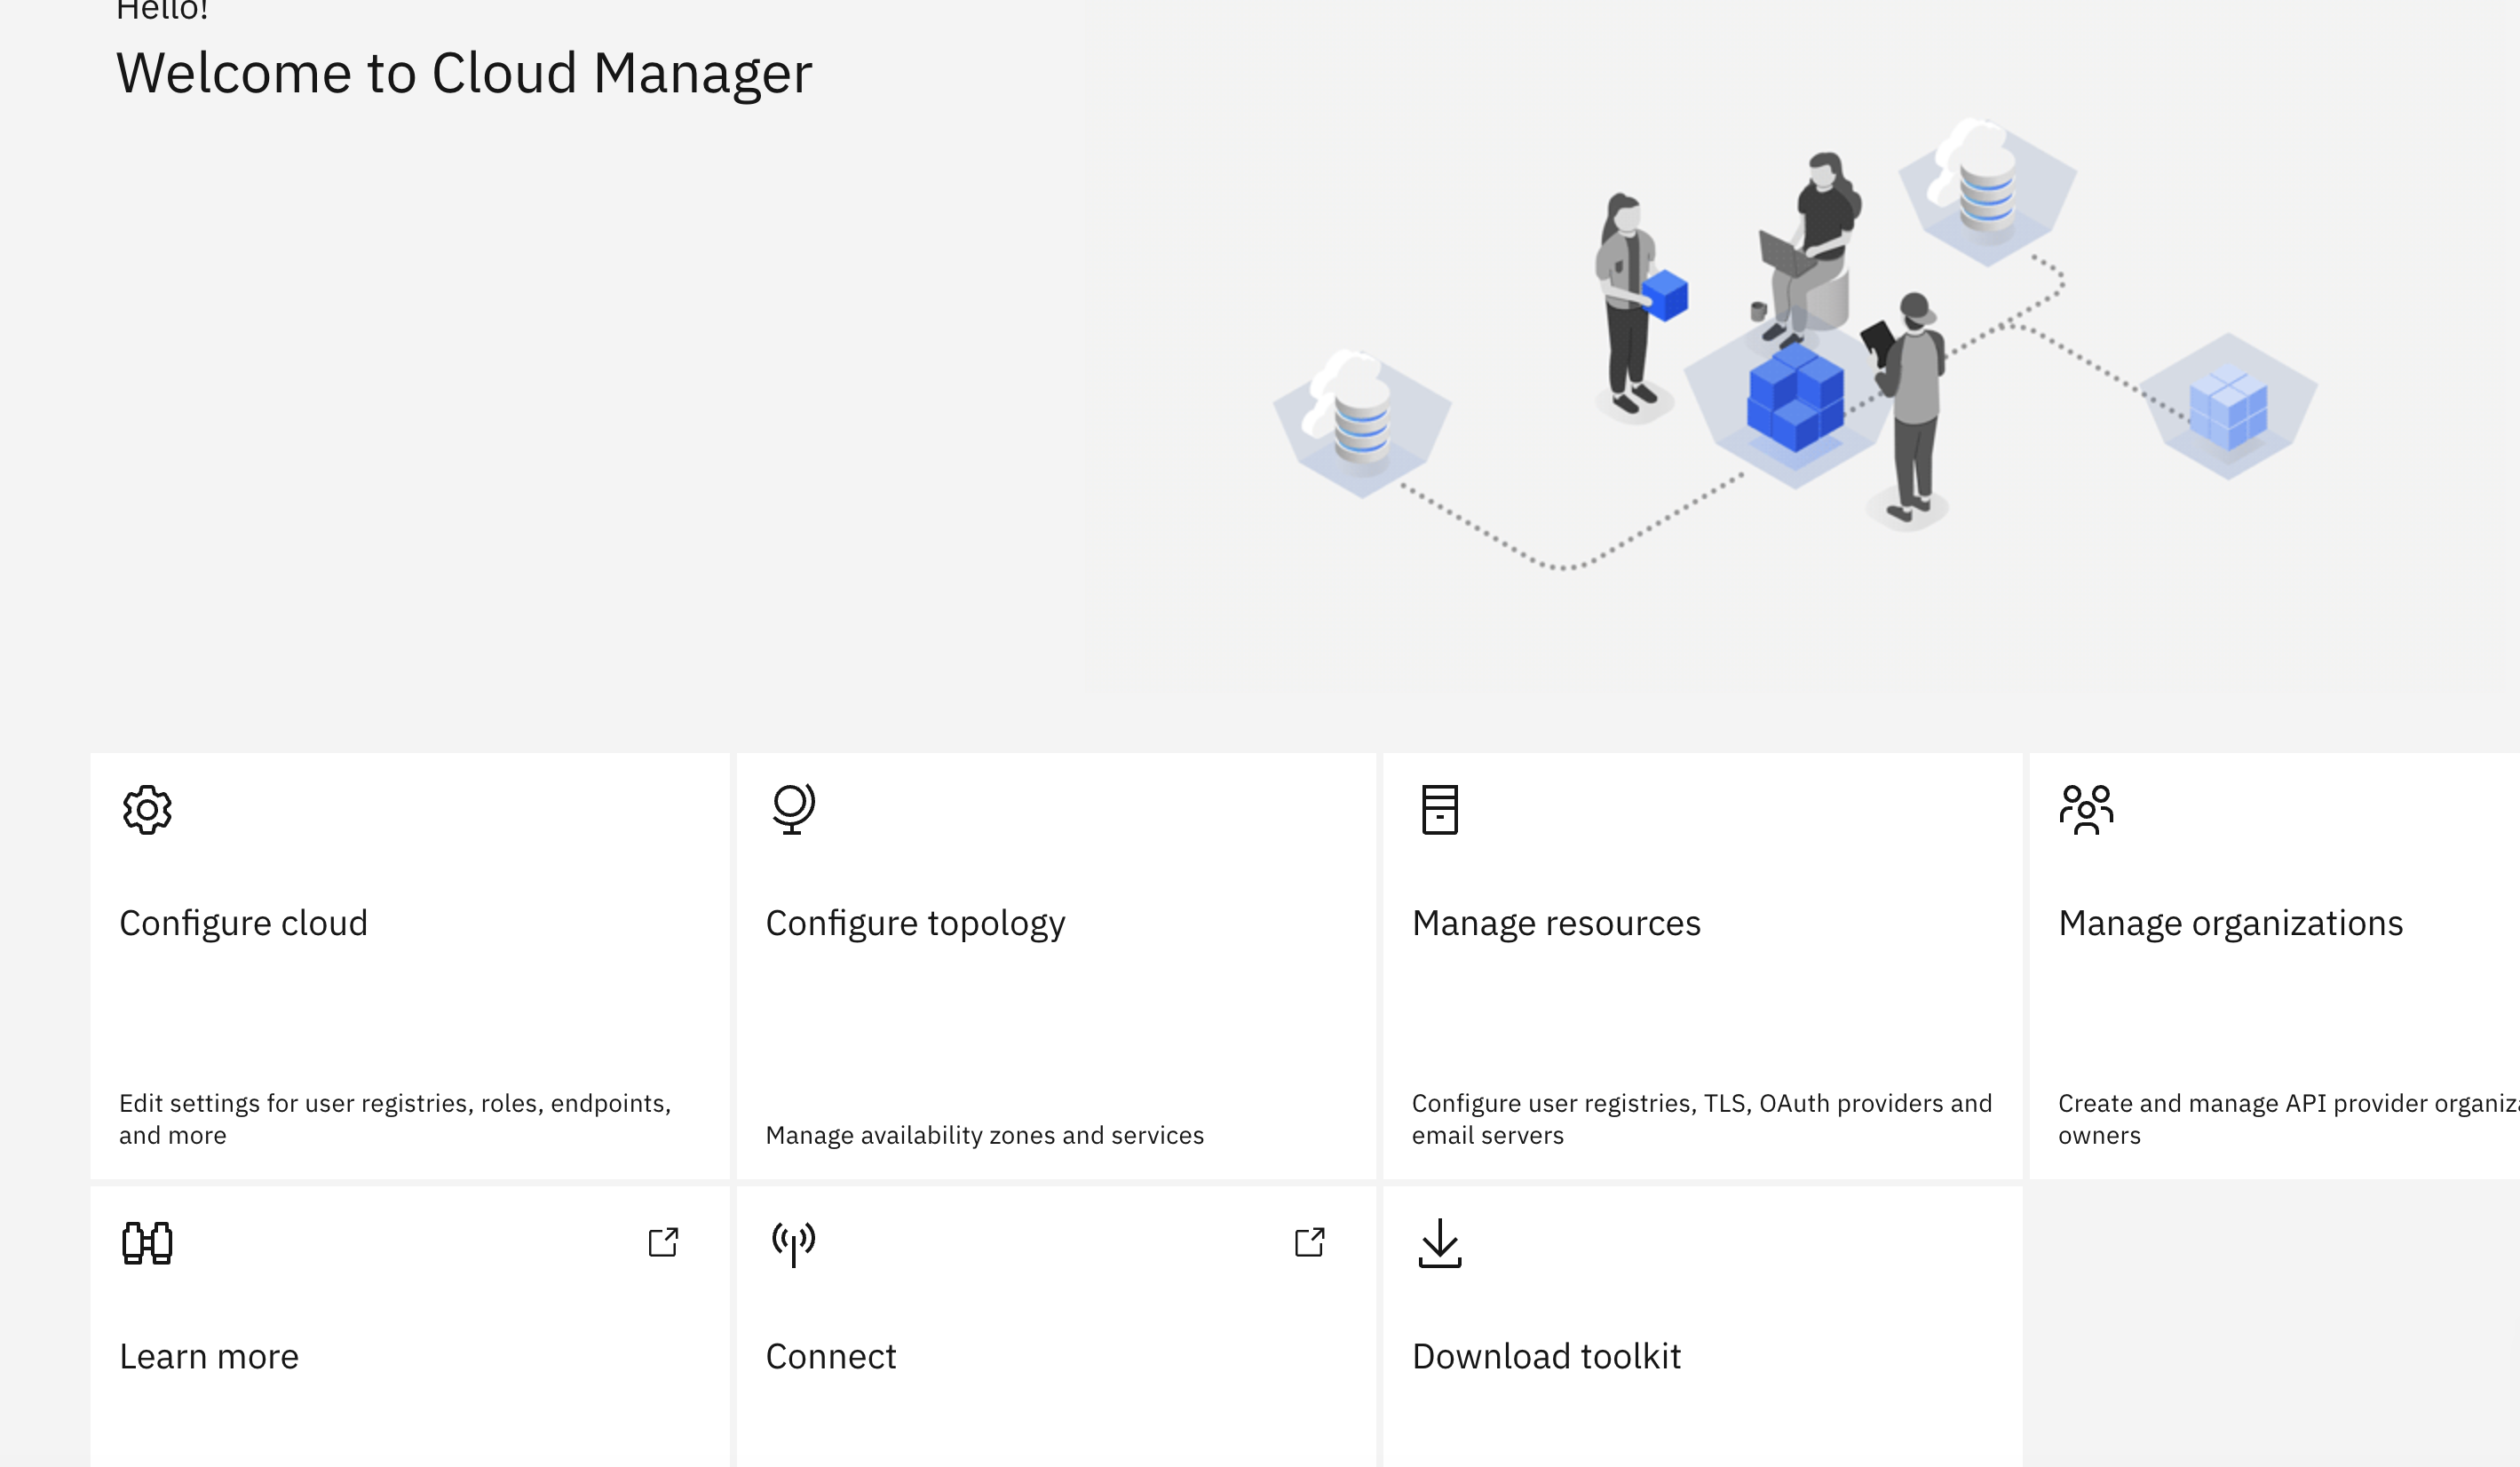 Hello!
Welcome to Cloud Manager
Configure cloud
Edit settings for user registries, roles, endpoints,
and more
Configure topology
Manage availability zones and services
Manage resources
Configure user registries, TLS, OAuth providers and
email servers
Manage organizations
Create and manage API provider
owners
Learn more
Connect
Download toolkit